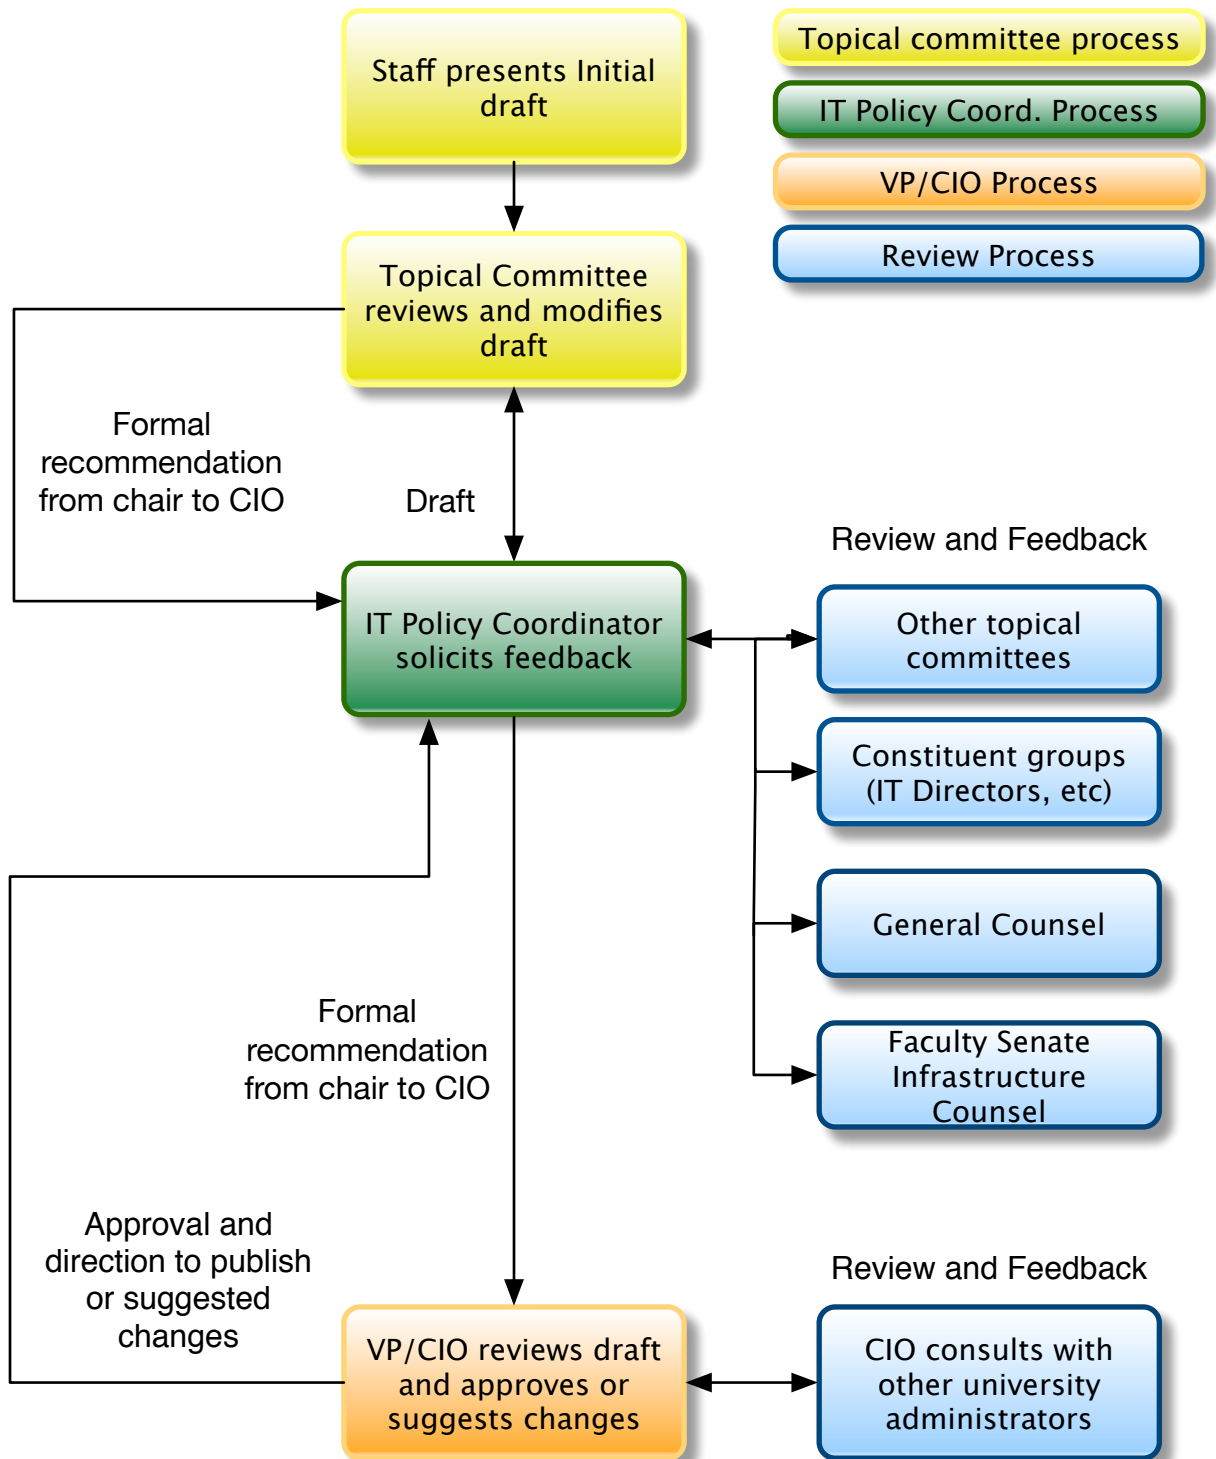 Staff presents Initial
draft
Topical committee process
IT Policy Coord. Process
VP/CIO Process
Review Process
Topical Committee
reviews and modifies
draft
Formal
recommendation
from chair to CIO
Draft
Review and Feedback
IT Policy Coordinator
solicits feedback
Other topical
committees
Constituent groups
(IT Directors, etc)
General Counsel
Faculty Senate
Infrastructure
Counsel
Formal
recommendation
from chair to CIO
Approval and
direction to publish
or suggested
changes
Review and Feedback
VP/CIO reviews draft
and approves or
suggests changes
CIO consults with
other university
administrators